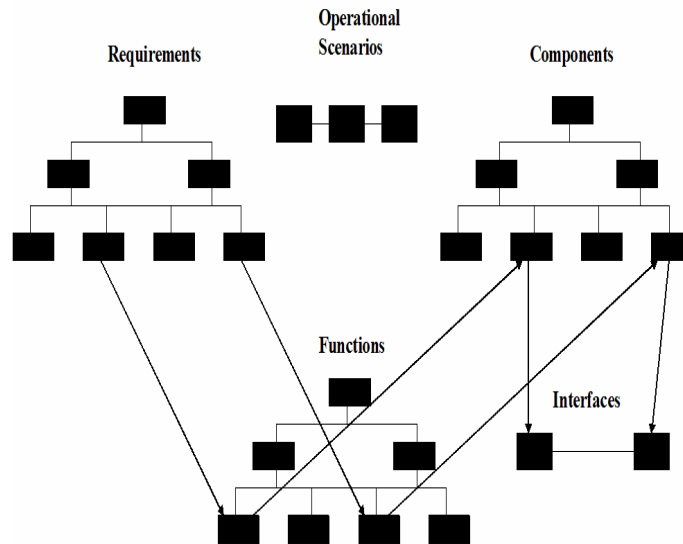 Operational
Scenarios
Requirements
Components
Functions
Interfaces